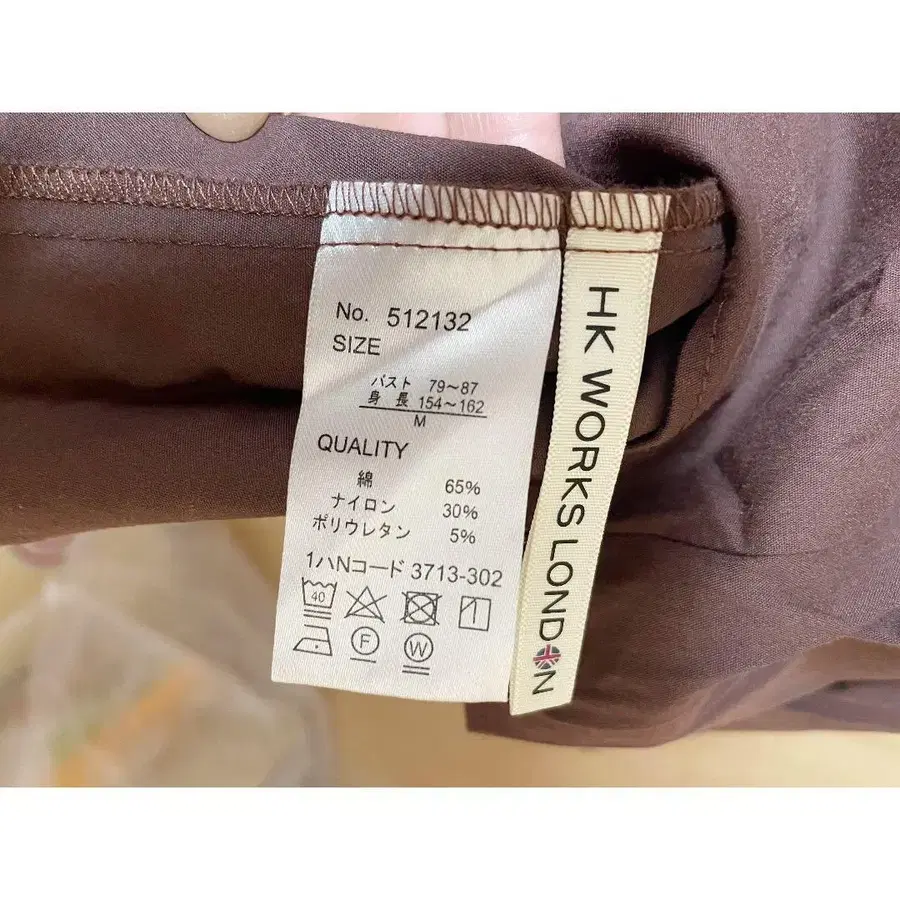 No. 512132
SIZE
バスト 79～87
身 長 154～162
M
QUALITY
綿 65%
ナイロン 30%
ポリウレタン 5%
1ハNコード 3713-302
40
F
W
HK WORKS LONDON